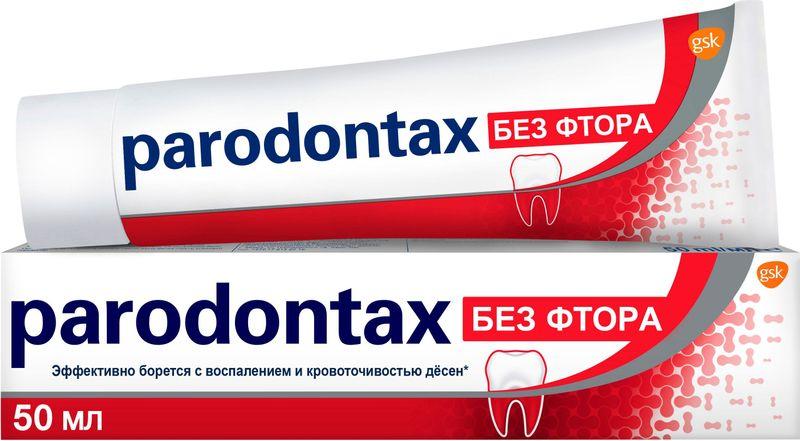 gsk
parodontax БЕЗ ФТОРА
gsk
parodontax БЕЗ ФТОРА
Эффективно борется с воспалением и кровоточивостью дёсен*
50 мл